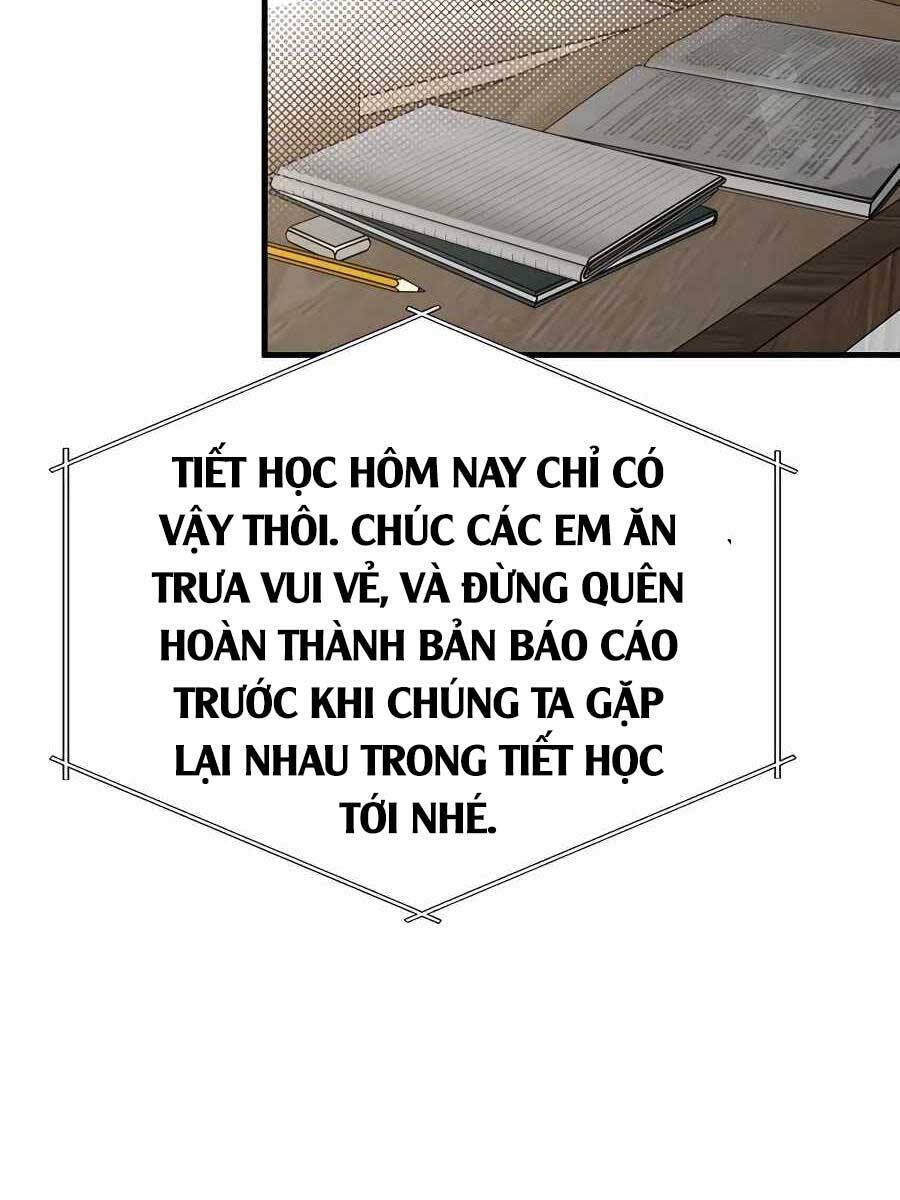 TIẾT HỌC HÔM NAY CHỈ CÓ
VẬY THÔI. CHÚC CÁC EM ĂN
TRƯA VUI VẺ, VÀ ĐỪNG QUÊN
HOÀN THÀNH BẢN BÁO CÁO
TRƯỚC KHI CHÚNG TA GẶP
LẠI NHAU TRONG TIẾT HỌC
TỚI NHÉ.